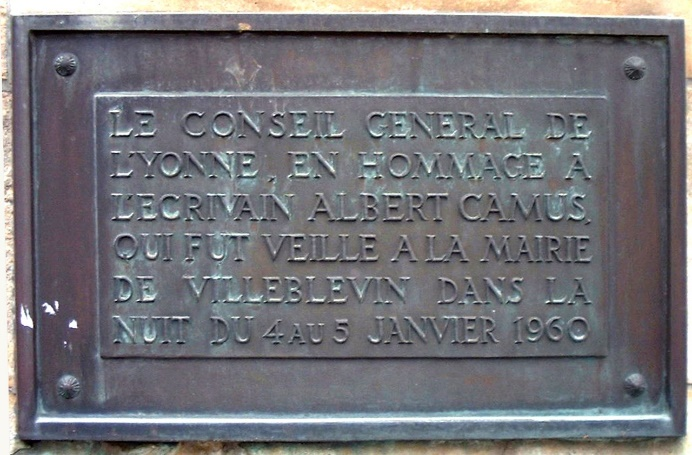 LE CONSEIL GENERAL DE
L'YONNE, EN HOMMAGE A
L'ECRIVAIN ALBERT CAMUS,
QUI FUT VEILLE A LA MAIRIE
DE VILLEBLEVIN DANS LA
NUIT DU 4 AU 5 JANVIER 1960